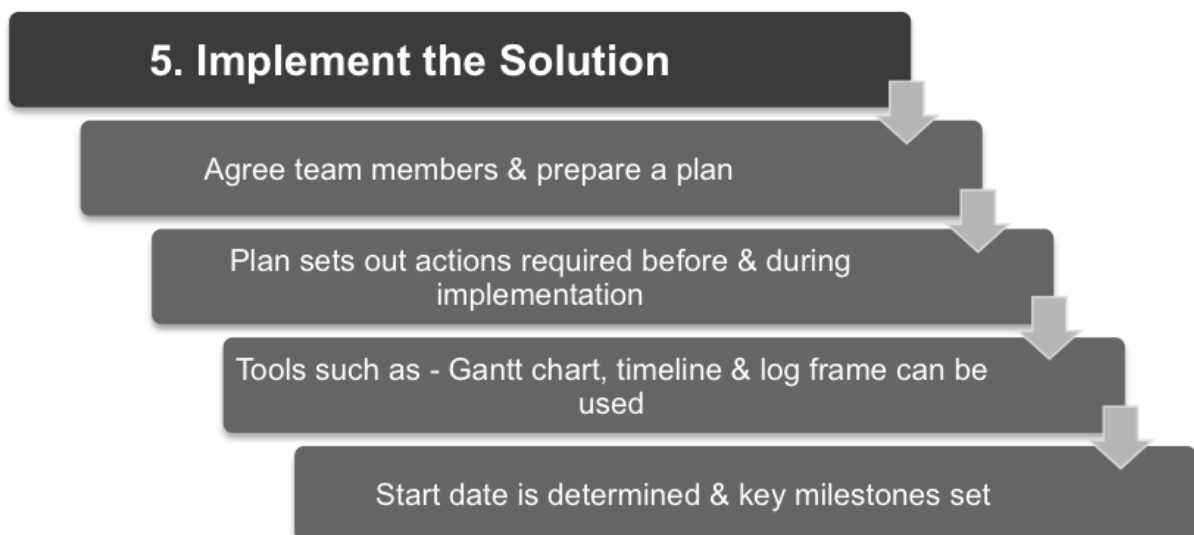 5. Implement the Solution
Agree team members & prepare a plan
Plan sets out actions required before & during
implementation
Tools such as - Gantt chart, timeline & log frame can be
used
Start date is determined & key milestones set